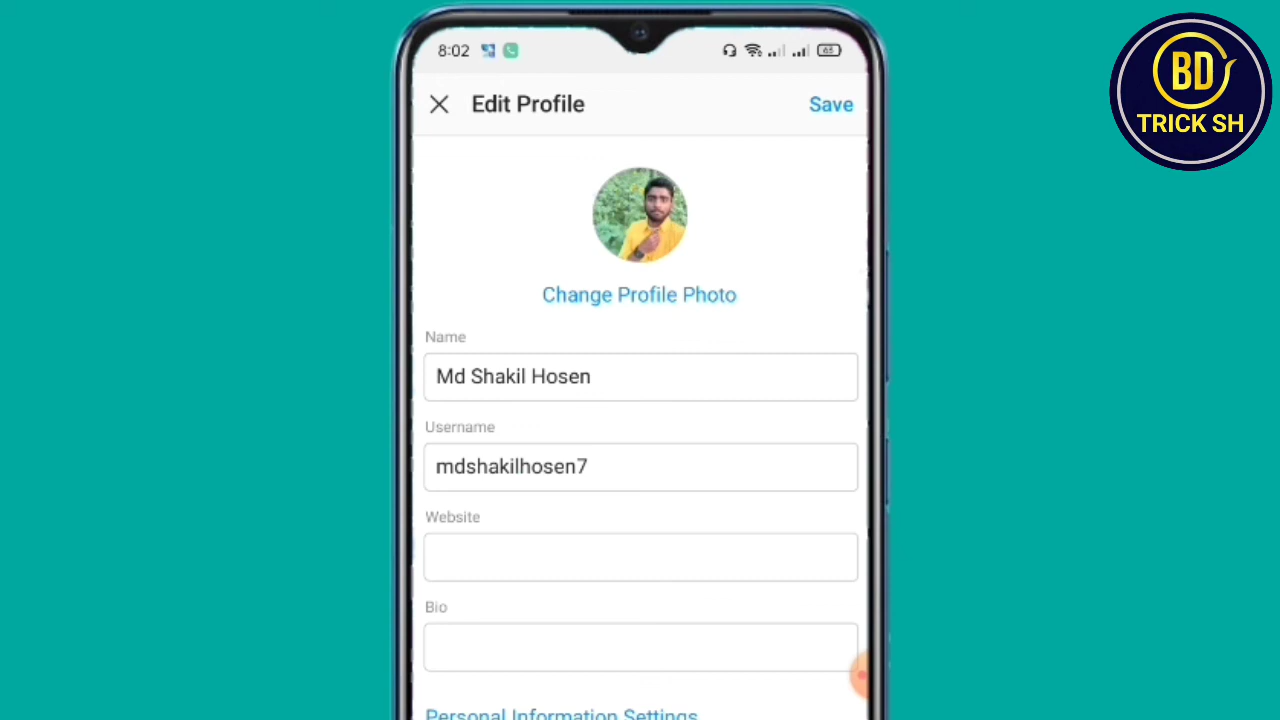 8:02
65
Edit Profile
Save
Change Profile Photo
Name
Md Shakil Hosen
Username
mdshakilhosen7
Website
Bio
Personal Information Settings
BD
TRICK SH